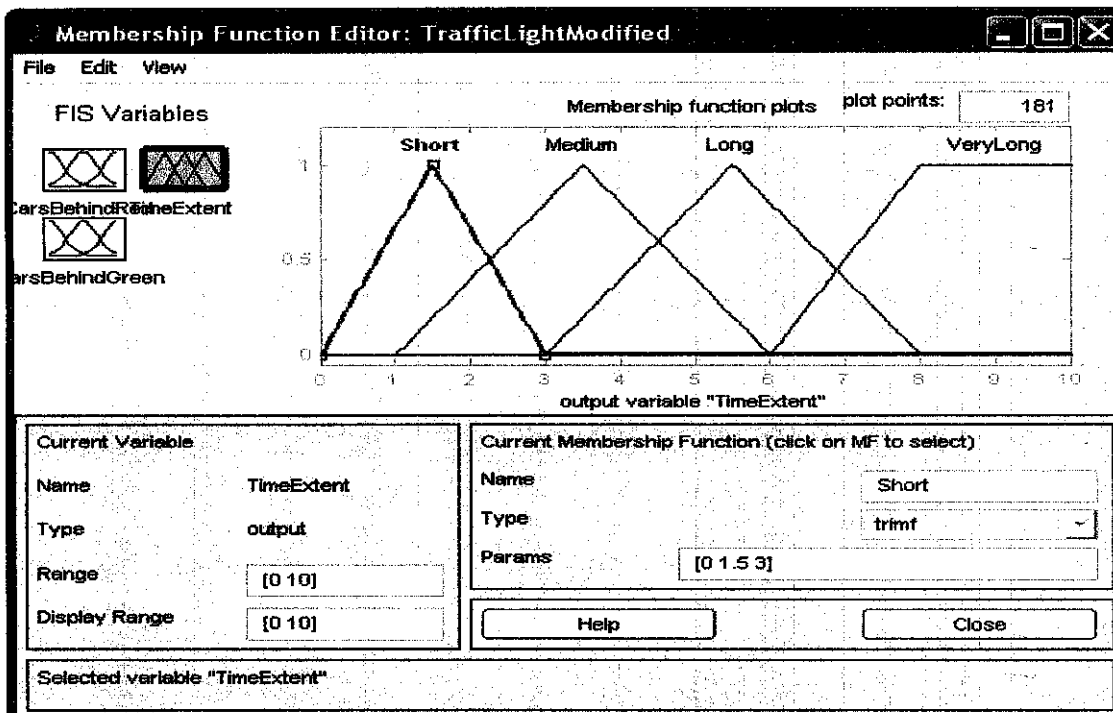 Membership Function Editor: TrafficLightModified
File Edit View
FIS Variables
Membership function plots plot points: 181
Short Medium Long VeryLong
1
0.5
0
0 1 2 3 4 5 6 7 8 9 10
output variable "TimeExtent"
TimeExtent
arsBehindGreen
Current Variable
Name TimeExtent
Type output
Range [0 10]
Display Range [0 10]
Current Membership Function (click on MF to select)
Name Short
Type trimf
Params [0 1.5 3]
Help Close
Selected variable "TimeExtent"